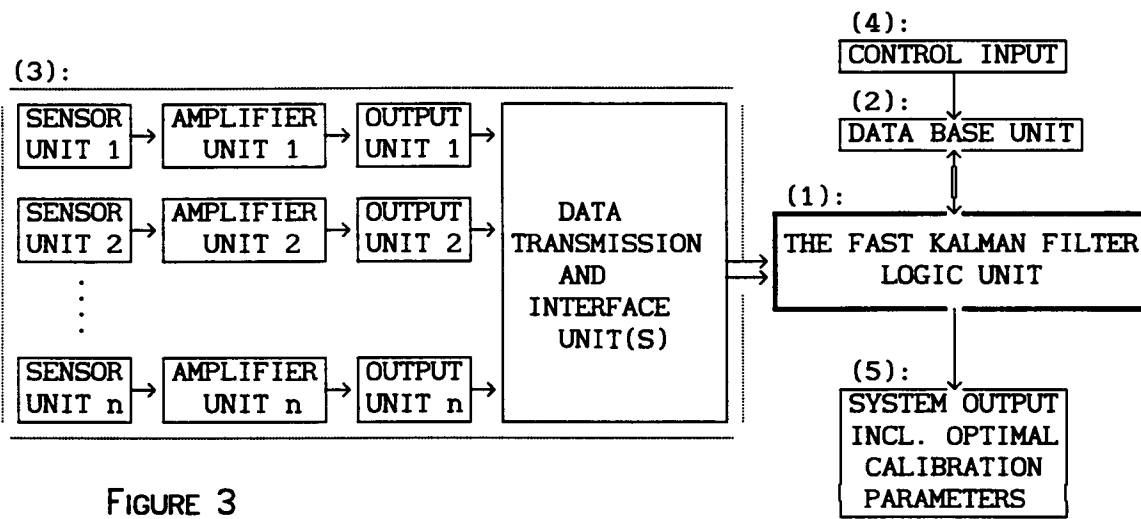 (3):
SENSOR
UNIT 1
AMPLIFIER
UNIT 1
OUTPUT
UNIT 1
SENSOR
UNIT 2
AMPLIFIER
UNIT 2
OUTPUT
UNIT 2
SENSOR
UNIT n
AMPLIFIER
UNIT n
OUTPUT
UNIT n
DATA
TRANSMISSION
AND
INTERFACE
UNIT(S)
(4):
CONTROL INPUT
(2):
DATA BASE UNIT
(1):
THE FAST KALMAN FILTER
LOGIC UNIT
(5):
SYSTEM OUTPUT
INCL. OPTIMAL
CALIBRATION
PARAMETERS
FIGURE 3